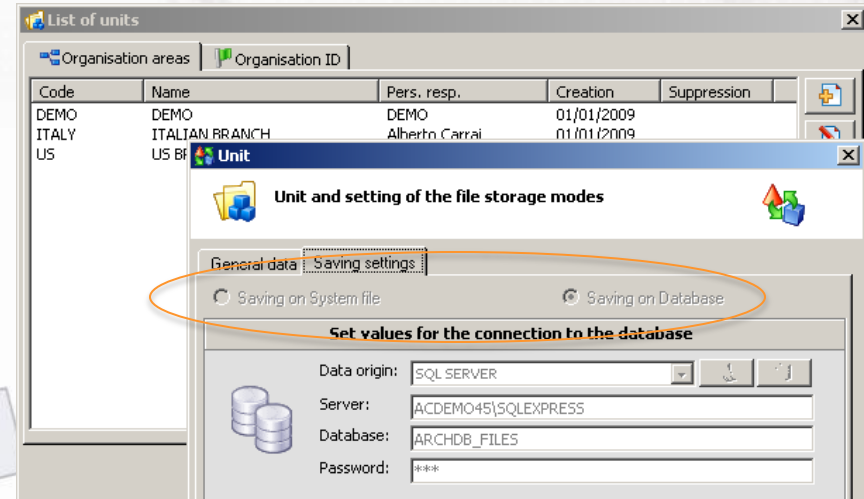 List of units
Organisation areas Organisation ID
Code Name Pers. resp. Creation Suppression
DEMO DEMO DEMO 01/01/2009
ITALY ITALIAN BRANCH Alberto Carrai 01/01/2009
US US
Unit
Unit and setting of the file storage modes
General data Saving settings
Saving on System file Saving on Database
Set values for the connection to the database
Data origin: SQL SERVER
Server: ACDEMO45\SQLEXPRESS
Database: ARCHDB_FILES
Password: ***